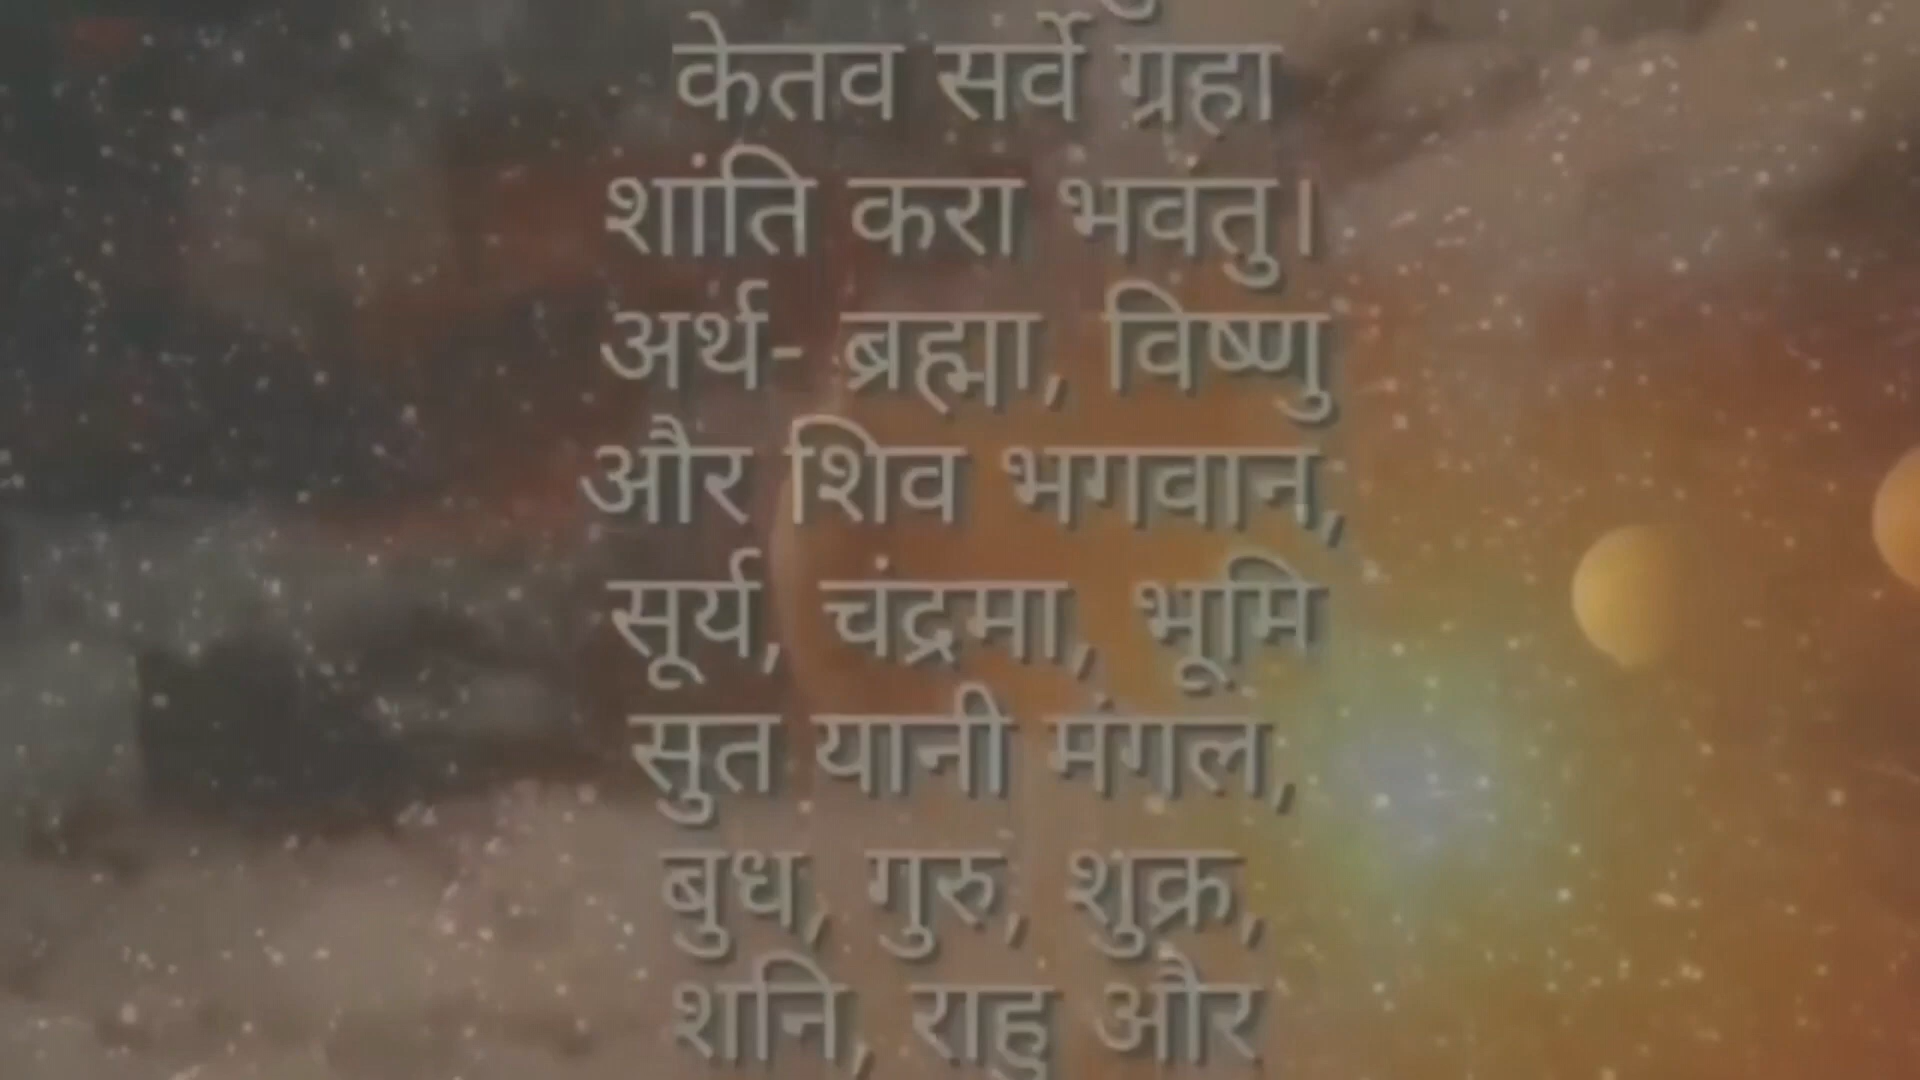 केतव सर्वे ग्रहा
शांति करा भवंतु।
अर्थ- ब्रह्मा, विष्णु
और शिव भगवान,
सूर्य, चंद्रमा, भूमि
सुत यानी मंगल,
बुध, गुरु, शुक्र,
शनि, राहु और